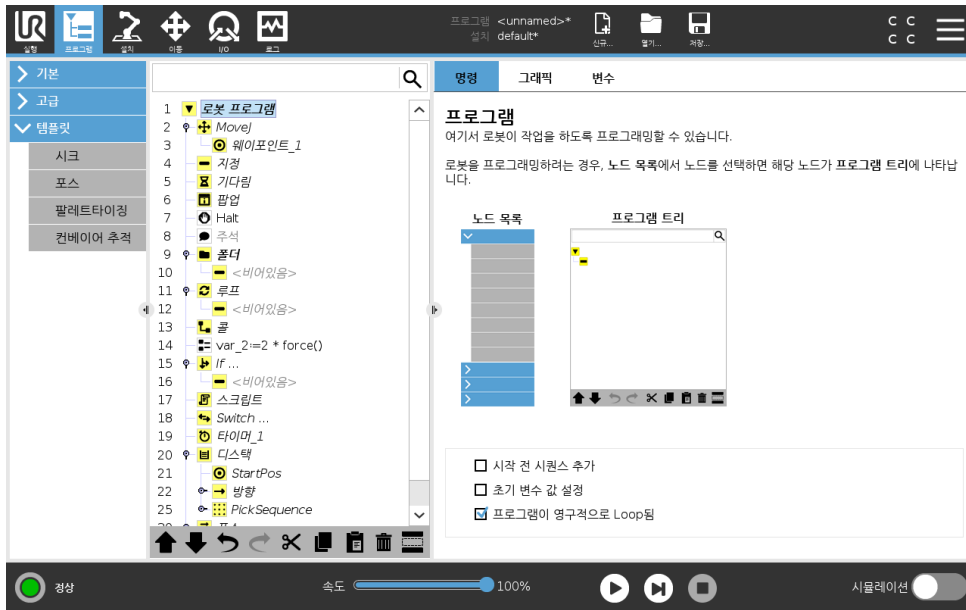 UR
실행
프로그램
설치
이동
I/O
로그
프로그램 <unnamed>*
설치 default*
신규...
열기...
저장...
C C
C C
기본
고급
템플릿
시크
포스
팔레트타이징
컨베이어 추적
1 로봇 프로그램
2 MoveJ
3 웨이포인트_1
4 지정
5 기다림
6 팝업
7 Halt
8 주석
9 폴더
10 <비어있음>
11 루프
12 <비어있음>
13 콜
14 var_2:=2 * force()
15 If ...
16 <비어있음>
17 스크립트
18 Switch ...
19 타이머_1
20 디스택
21 StartPos
22 방향
25 PickSequence
명령
그래픽
변수
프로그램
여기서 로봇이 작업을 하도록 프로그래밍할 수 있습니다.
로봇을 프로그래밍하려는 경우, 노드 목록에서 노드를 선택하면 해당 노드가 프로그램 트리에 나타납
니다.
노드 목록
프로그램 트리
시작 전 시퀀스 추가
초기 변수 값 설정
프로그램이 영구적으로 Loop됨
정상
속도
100%
시뮬레이션